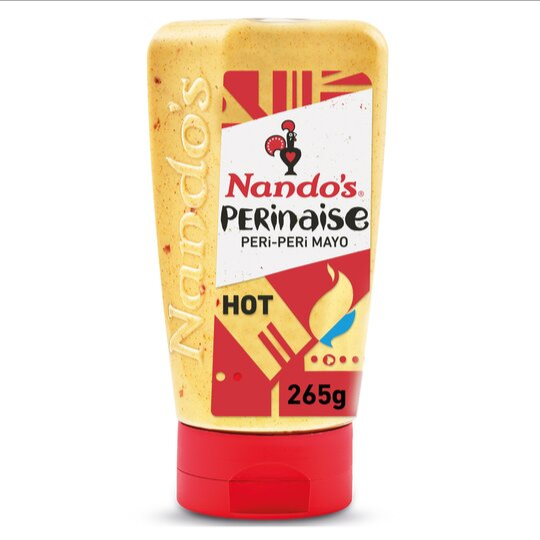 Nando's
Nando's®
PERinaisE
PERi-PERi MAYO
HOT
265g